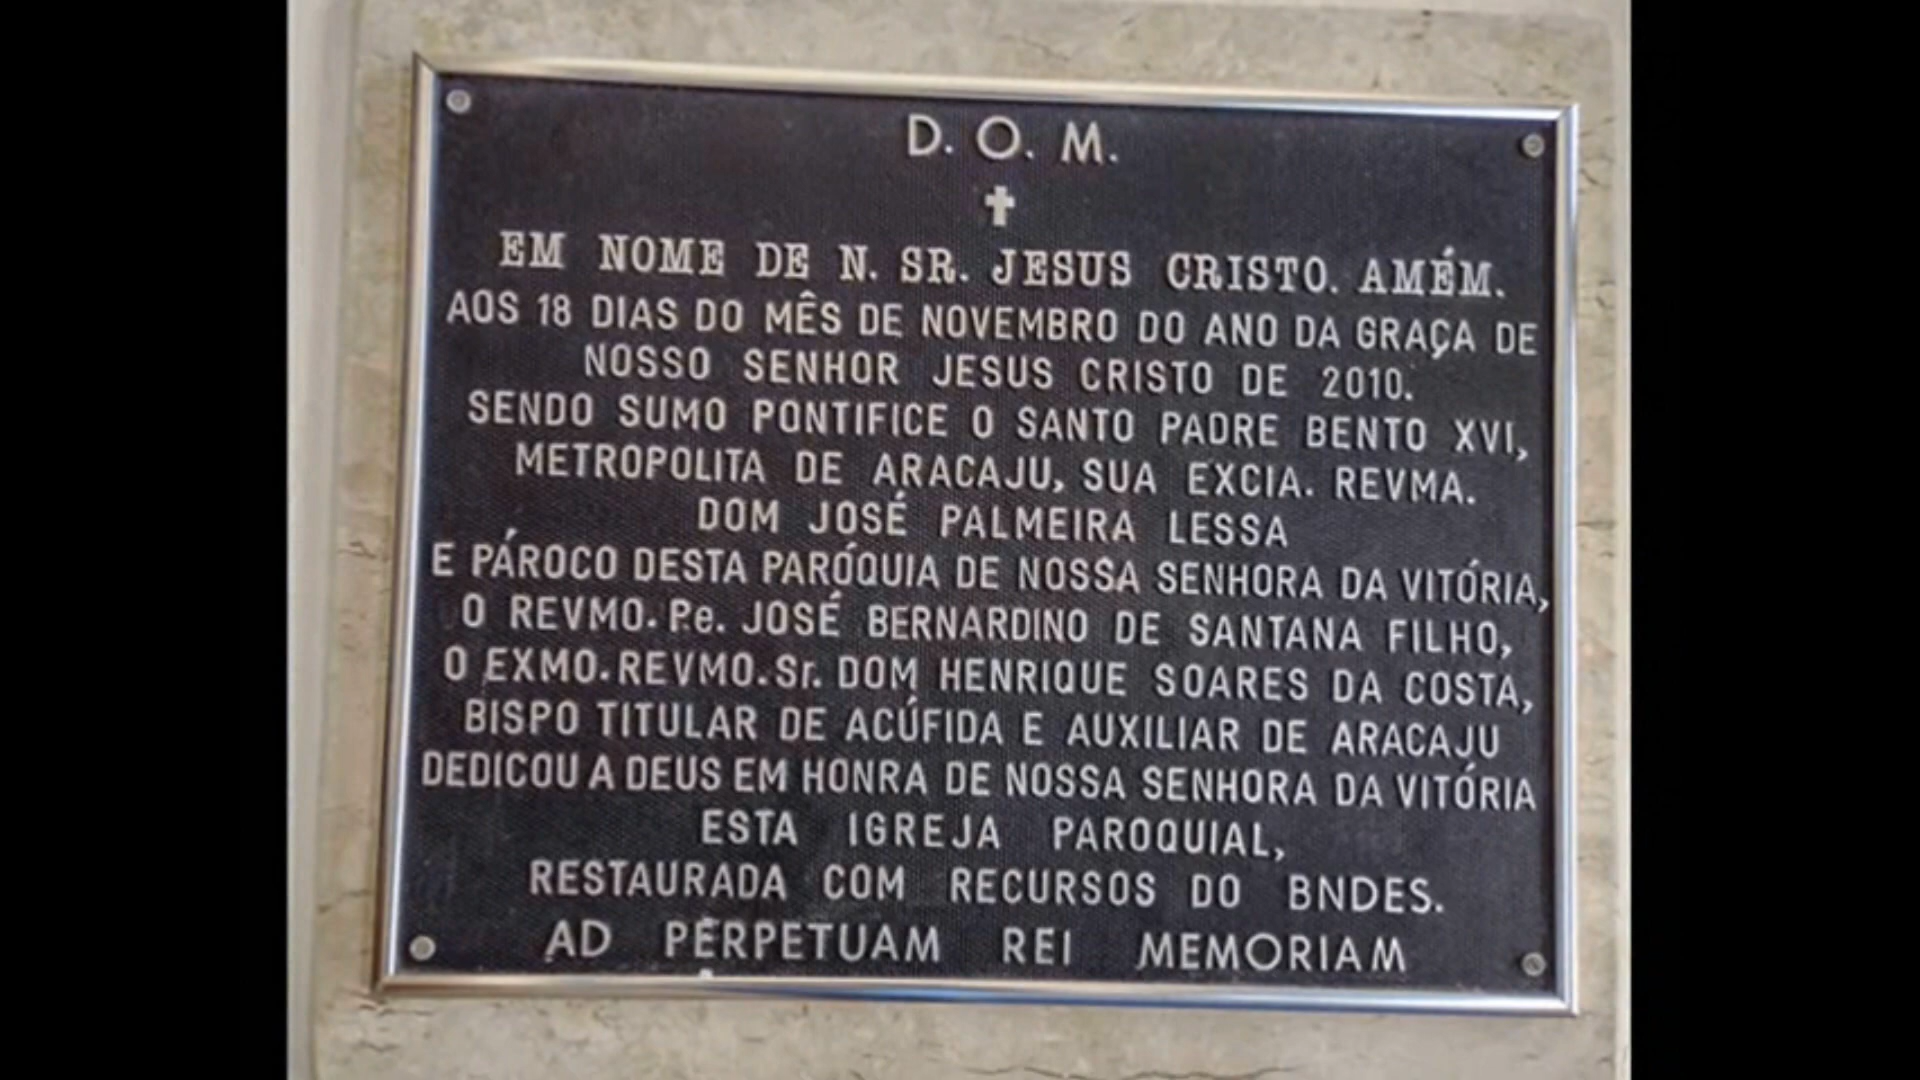 D. O. M.
✝
EM NOME DE N. SR. JESUS CRISTO. AMÉM.
AOS 18 DIAS DO MÊS DE NOVEMBRO DO ANO DA GRAÇA DE
NOSSO SENHOR JESUS CRISTO DE 2010.
SENDO SUMO PONTIFICE O SANTO PADRE BENTO XVI,
METROPOLITA DE ARACAJU, SUA EXCIA. REVMA.
DOM JOSÉ PALMEIRA LESSA
E PÁROCO DESTA PARÓQUIA DE NOSSA SENHORA DA VITÓRIA,
O REVMO. P.e. JOSÉ BERNARDINO DE SANTANA FILHO,
O EXMO. REVMO. Sr. DOM HENRIQUE SOARES DA COSTA,
BISPO TITULAR DE ACÚFIDA E AUXILIAR DE ARACAJU
DEDICOU A DEUS EM HONRA DE NOSSA SENHORA DA VITÓRIA
ESTA IGREJA PAROQUIAL,
RESTAURADA COM RECURSOS DO BNDES.
AD PERPETUAM REI MEMORIAM